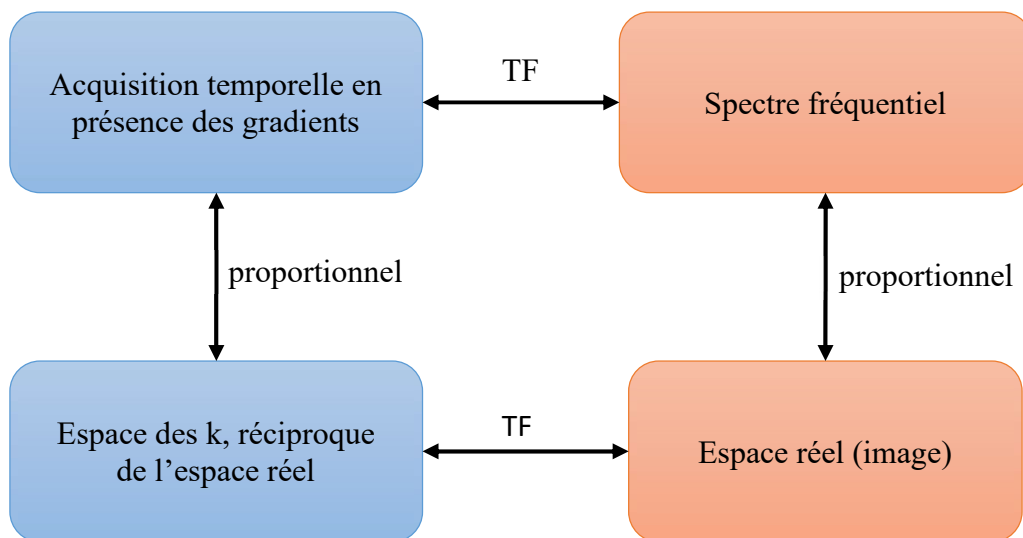 Acquisition temporelle en
présence des gradients
TF
Spectre fréquentiel
proportionnel
proportionnel
Espace des k, réciproque
de l’espace réel
TF
Espace réel (image)